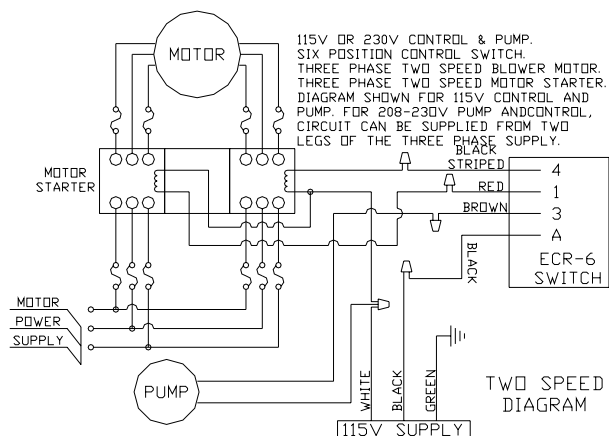 MOTOR
115V OR 230V CONTROL & PUMP.
SIX POSITION CONTROL SWITCH.
THREE PHASE TWO SPEED BLOWER MOTOR.
THREE PHASE TWO SPEED MOTOR STARTER.
DIAGRAM SHOWN FOR 115V CONTROL AND
PUMP. FOR 208-230V PUMP ANDCONTROL,
CIRCUIT CAN BE SUPPLIED FROM TWO
LEGS OF THE THREE PHASE SUPPLY.
MOTOR
STARTER
BLACK
STRIPED
4
RED
1
BROWN
3
A
BLACK
ECR-6
SWITCH
MOTOR
POWER
SUPPLY
PUMP
WHITE
BLACK
GREEN
115V SUPPLY
TWO SPEED
DIAGRAM